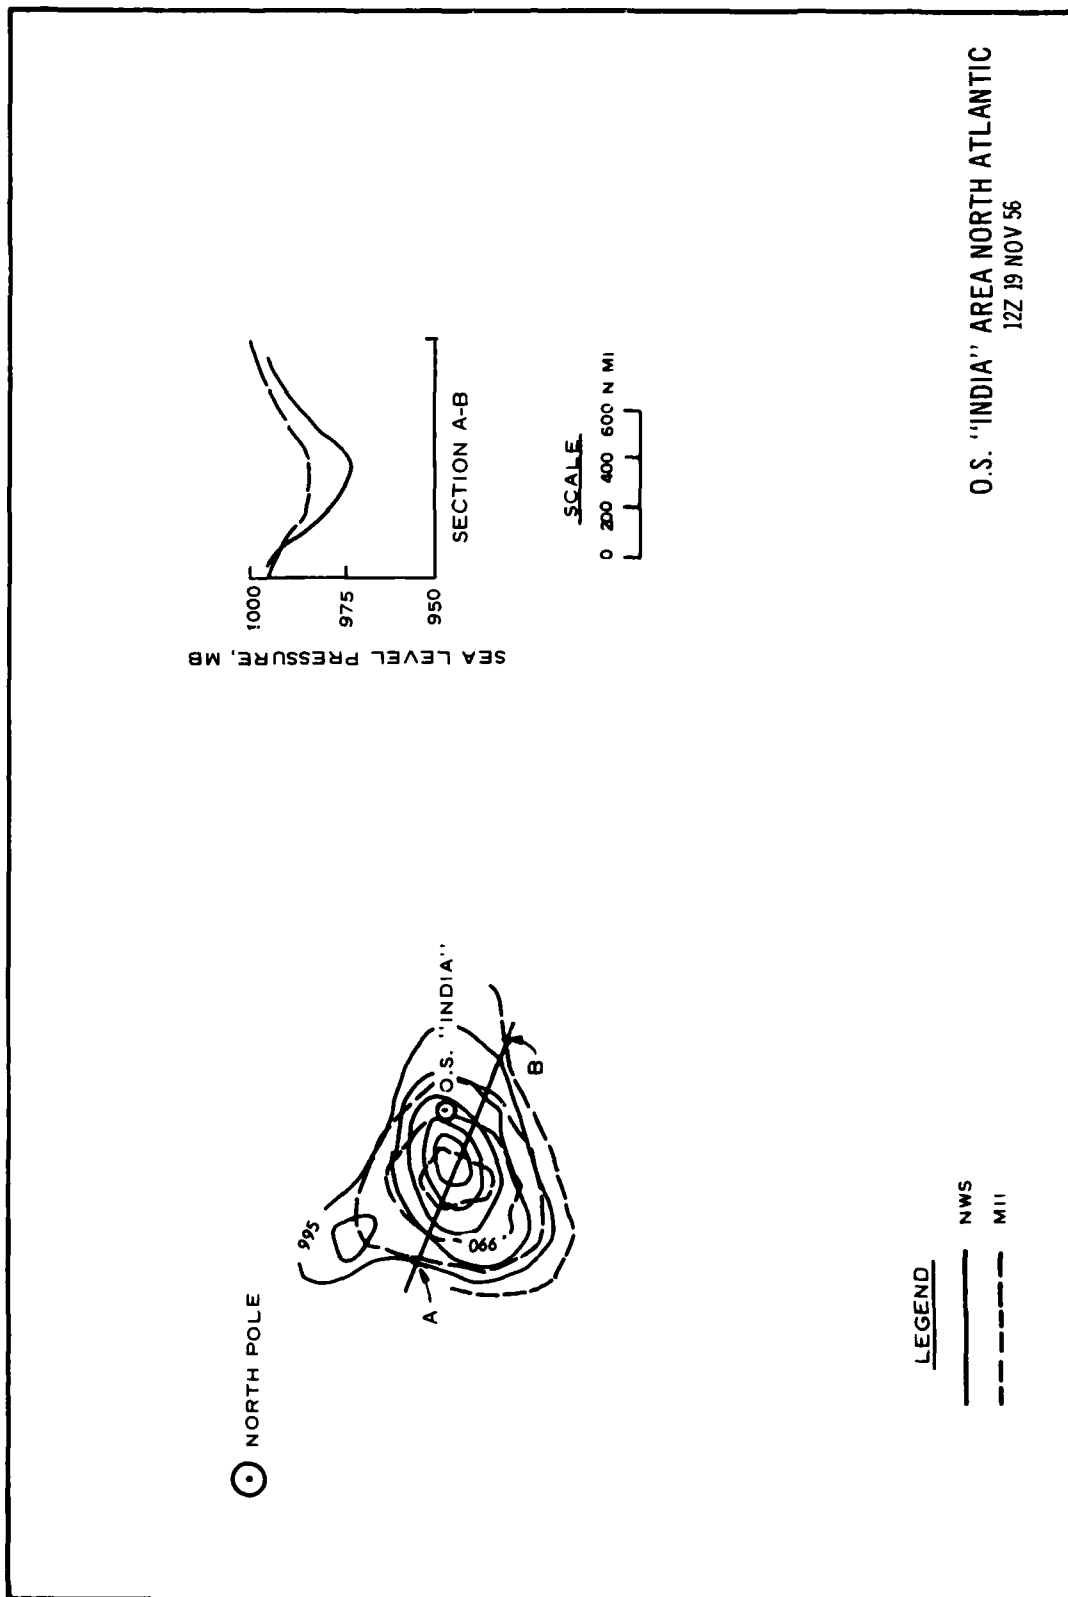 NORTH POLE
995
990
O.S. "INDIA"
A
B
SEA LEVEL PRESSURE, MB
1000
975
950
SECTION A-B
SCALE
0 200 400 600 N MI
LEGEND
NWS
MII
O.S. "INDIA" AREA NORTH ATLANTIC
12Z 19 NOV 56